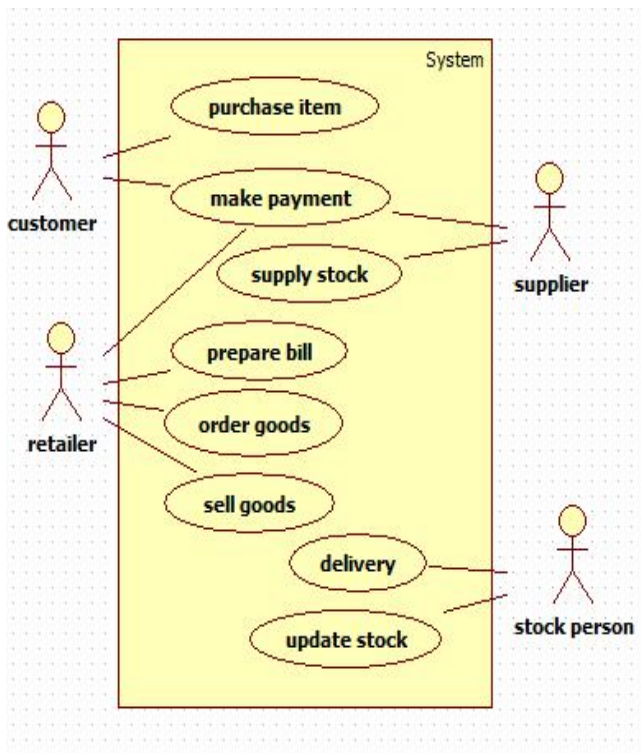 System
purchase item
customer
make payment
supplier
supply stock
retailer
prepare bill
order goods
sell goods
delivery
stock person
update stock